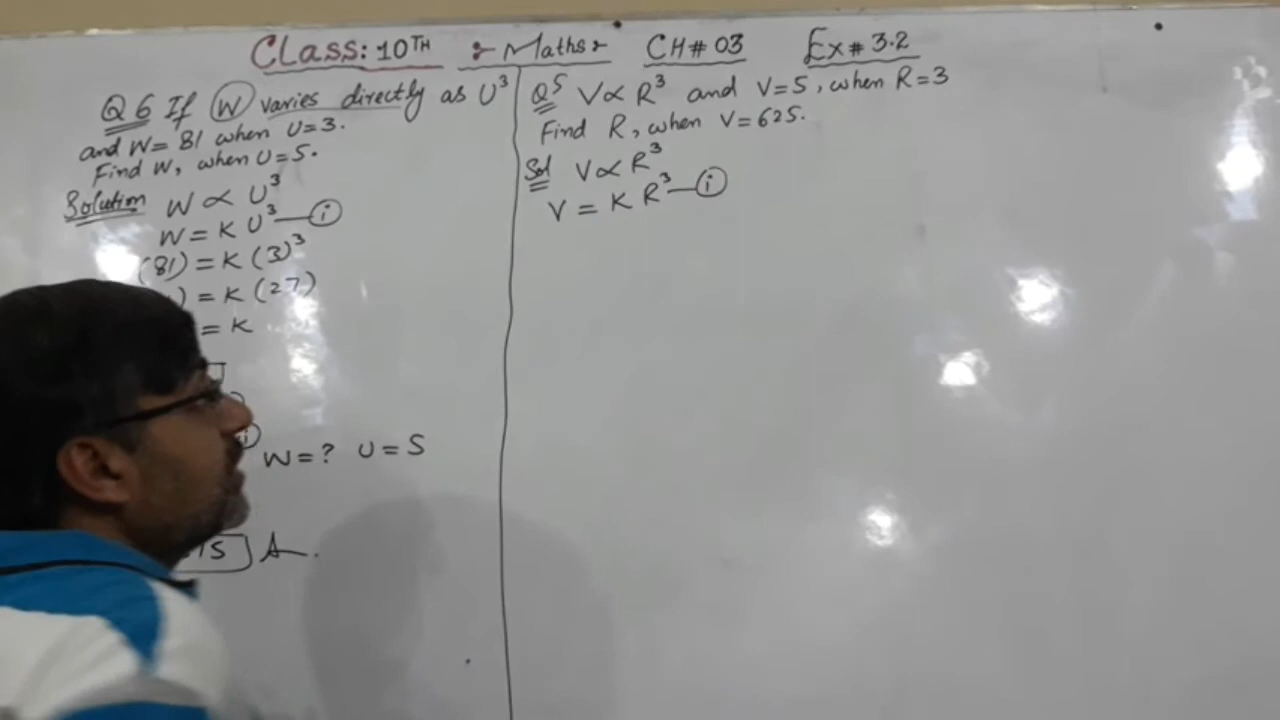 CLASS: 10TH :- Maths:- CH# 03 Ex# 3.2
Q6 If W varies directly as U³
and W= 81 when U=3.
Find W, when U=5.
Solution W ∝ U³
W = K U³ — (i)
(81) = K (3)³
) = K (27)
= K
W = ? U = 5
Q5 V∝ R³ and V=5, when R=3
Find R, when V=625.
Sol V∝ R³
V = K R³ — (i)